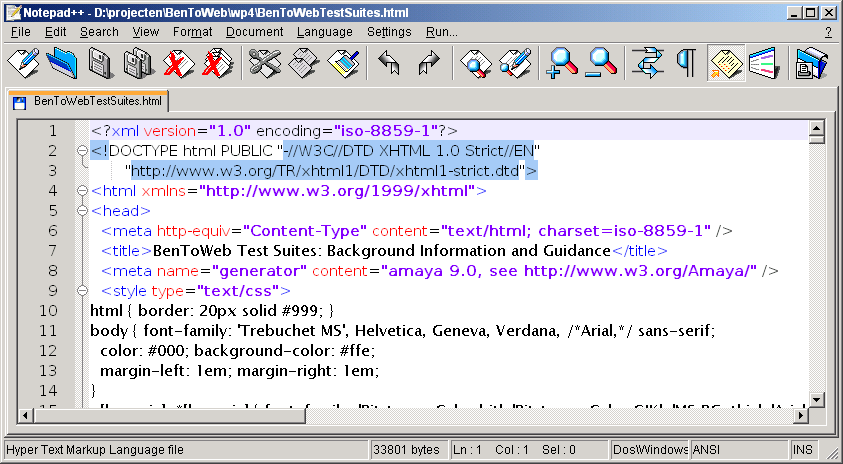 Notepad++ - D:\projecten\BenToWeb\wp4\BenToWebTestSuites.html
File Edit Search View Format Document Language Settings Run... ?
BenToWebTestSuites.html
1 <?xml version="1.0" encoding="iso-8859-1"?>
2 <!DOCTYPE html PUBLIC "-//W3C//DTD XHTML 1.0 Strict//EN"
3 "http://www.w3.org/TR/xhtml1/DTD/xhtml1-strict.dtd">
4 <html xmlns="http://www.w3.org/1999/xhtml">
5 <head>
6 <meta http-equiv="Content-Type" content="text/html; charset=iso-8859-1" />
7 <title>BenToWeb Test Suites: Background Information and Guidance</title>
8 <meta name="generator" content="amaya 9.0, see http://www.w3.org/Amaya/" />
9 <style type="text/css">
10 html { border: 20px solid #999; }
11 body { font-family: 'Trebuchet MS', Helvetica, Geneva, Verdana, /*Arial,*/ sans-serif;
12 color: #000; background-color: #ffe;
13 margin-left: 1em; margin-right: 1em;
14 }
Hyper Text Markup Language file 33801 bytes Ln : 1 Col : 1 Sel : 0 Dos\Windows ANSI INS